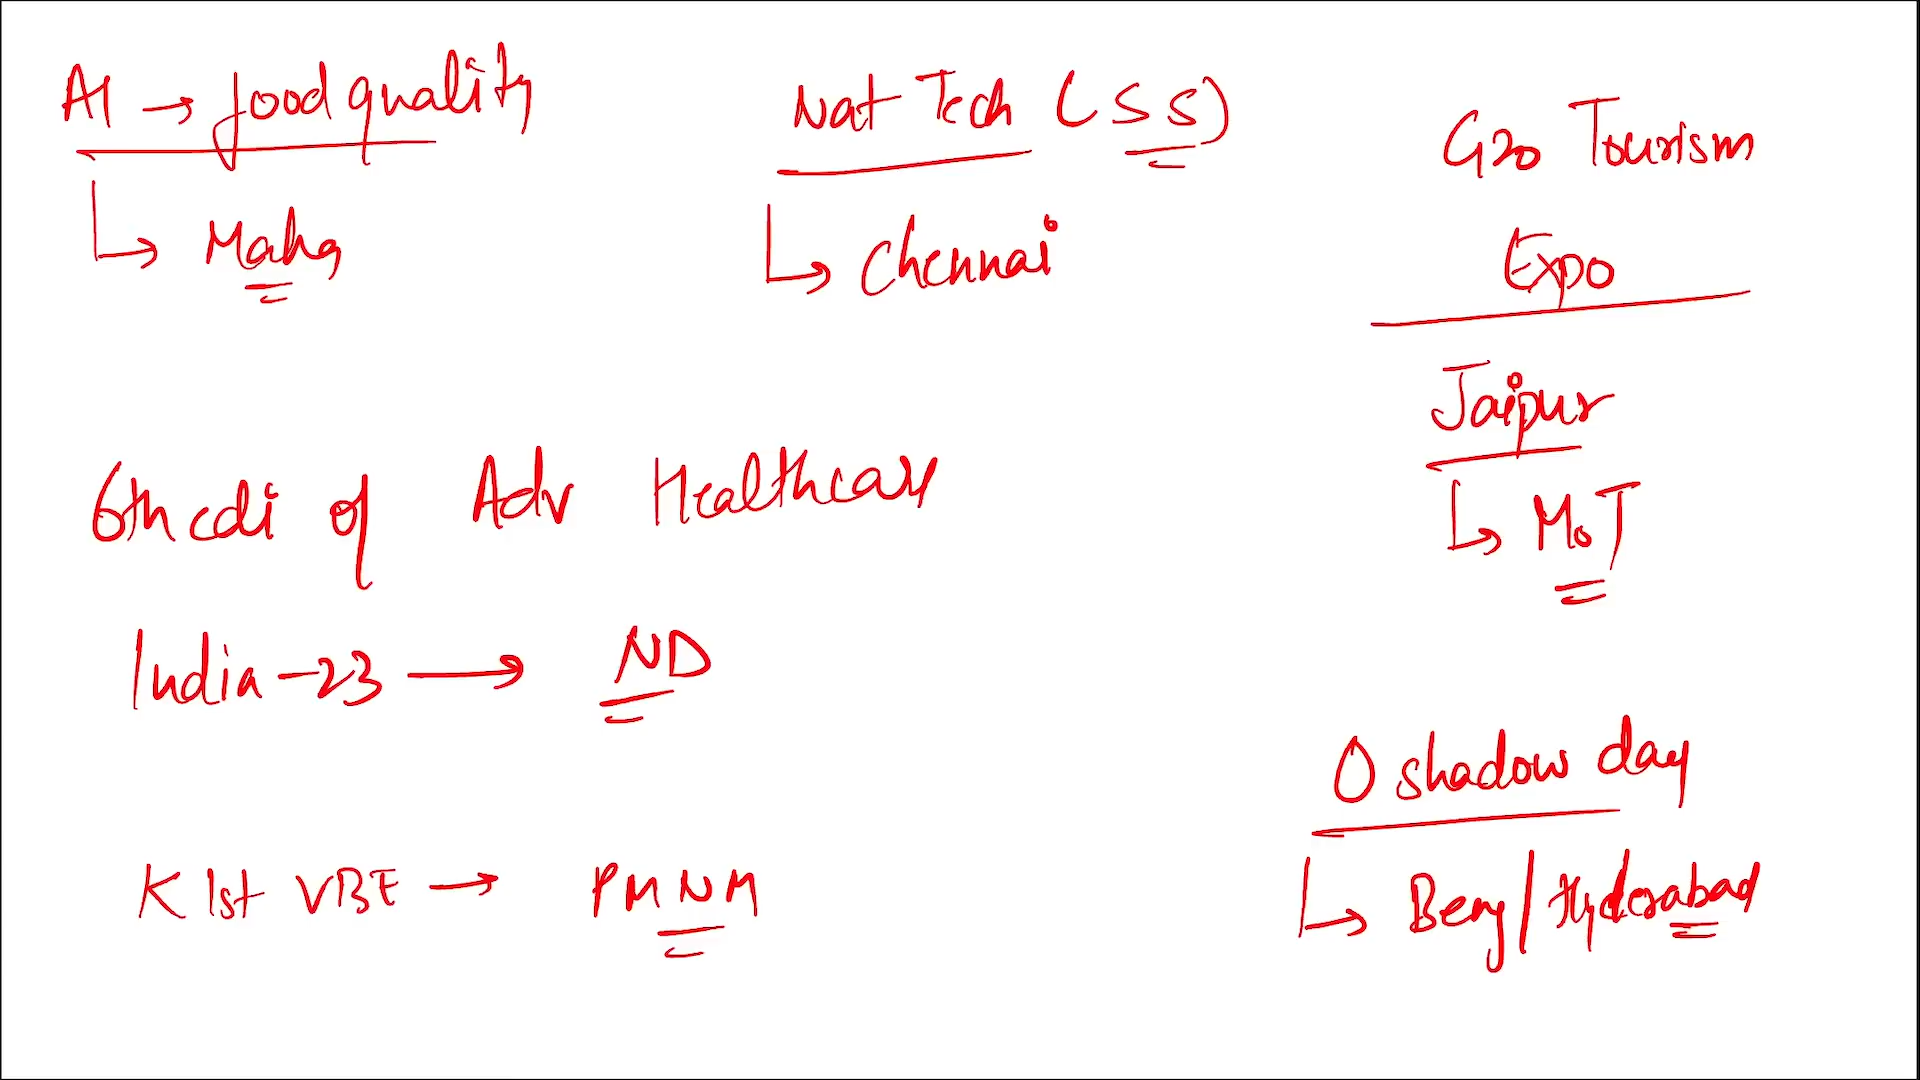 AI → food quality
↳ Maha
Nat Tech (SS)
↳ Chennai
G20 Tourism
Expo
Jaipur
↳ MoT
6th edi of Adv Healthcare
India - 23 → ND
K 1st VBE → PMNM
0 shadow day
↳ Beng / Hyderabad